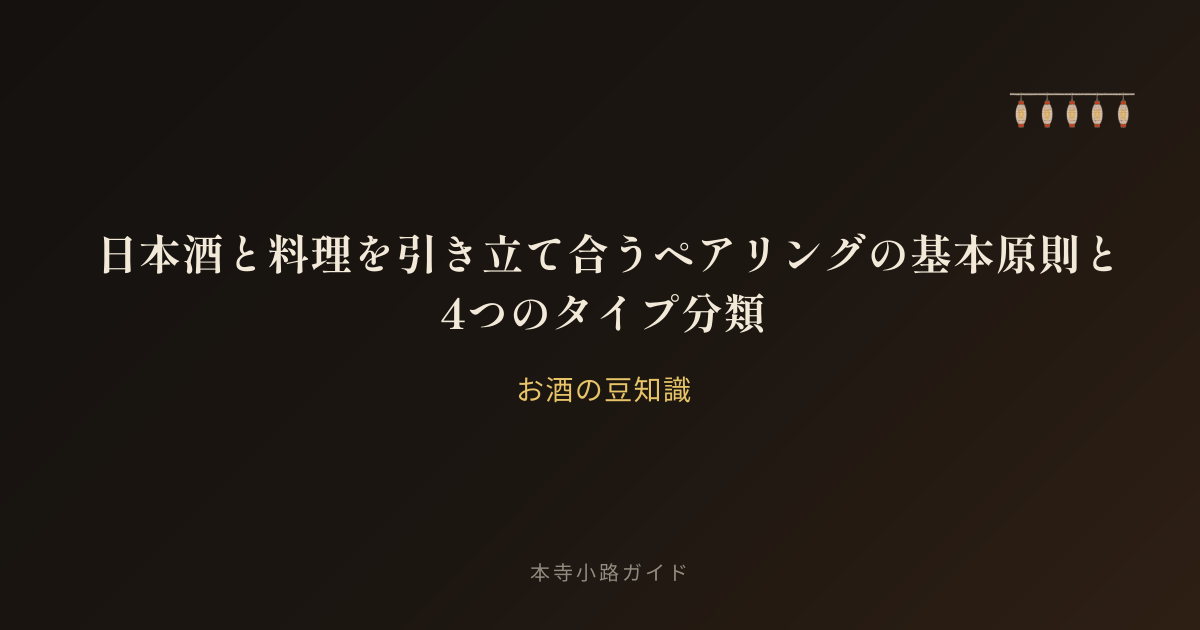 日本酒と料理を引き立て合うペアリングの基本原則と
4つのタイプ分類
お酒の豆知識
本寺小路ガイド